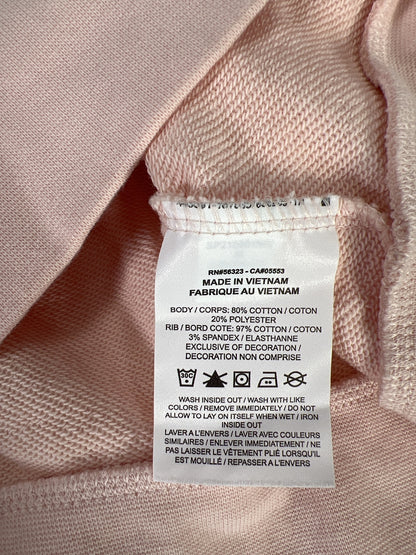 RN#56323 - CA#05553
MADE IN VIETNAM
FABRIQUE AU VIETNAM
BODY / CORPS: 80% COTTON / COTON
20% POLYESTER
RIB / BORD COTE: 97% COTTON / COTON
3% SPANDEX / ELASTHANNE
EXCLUSIVE OF DECORATION /
DECORATION NON COMPRISE
30C
WASH INSIDE OUT / WASH WITH LIKE
COLORS / REMOVE IMMEDIATELY / DO NOT
ALLOW TO LAY ON ITSELF WHEN WET / IRON
INSIDE OUT
LAVER A L'ENVERS / LAVER AVEC COULEURS
SIMILAIRES / ENLEVER IMMEDIATEMENT / NE
PAS LAISSER LE VÊTEMENT PLIÉ LORSQU'IL
EST MOUILLÉ / REPASSER A L'ENVERS